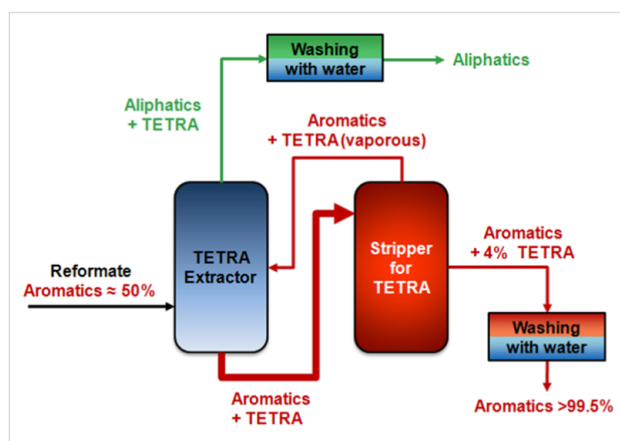 Washing
with water
Aliphatics
Aliphatics
+ TETRA
Aromatics
+ TETRA(vaporous)
TETRA
Extractor
Stripper
for
TETRA
Aromatics
+ 4% TETRA
Reformate
Aromatics ≈ 50%
Washing
with water
Aromatics
+ TETRA
Aromatics >99.5%